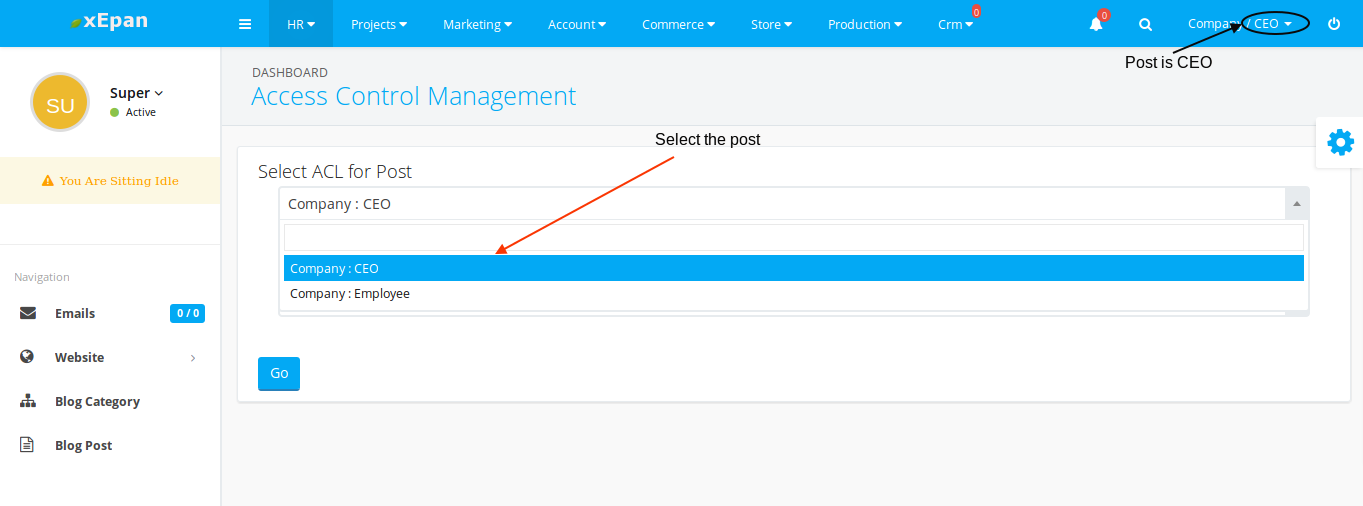 xEpan
HR
Projects
Marketing
Account
Commerce
Store
Production
Crm
0
0
Company / CEO
Post is CEO
SU
Super
Active
DASHBOARD
Access Control Management
You Are Sitting Idle
Select the post
Select ACL for Post
Company : CEO
Company : CEO
Company : Employee
Go
Navigation
Emails
0 / 0
Website
Blog Category
Blog Post